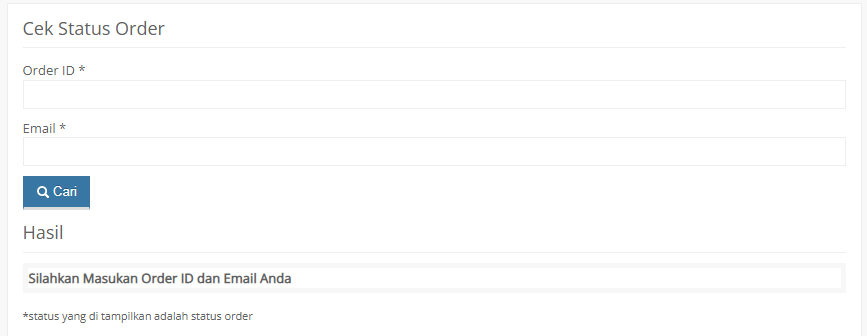 Cek Status Order
Order ID *
Email *
Cari
Hasil
Silahkan Masukan Order ID dan Email Anda
*status yang di tampilkan adalah status order